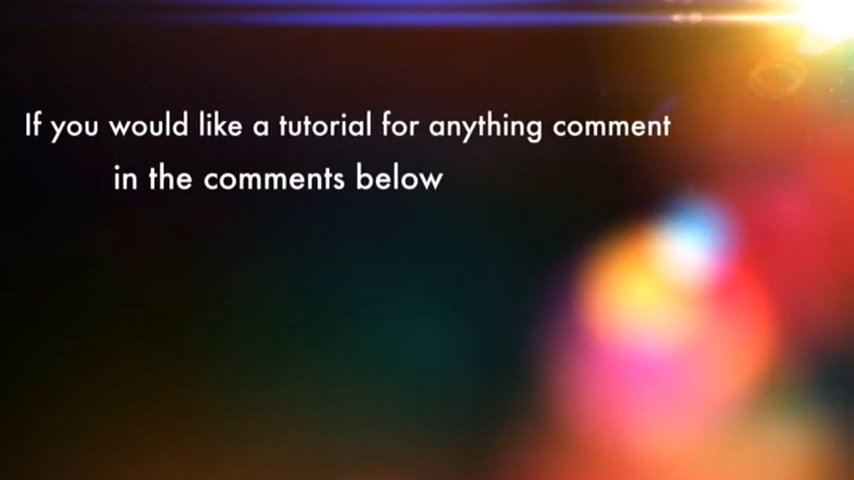 If you would like a tutorial for anything comment
in the comments below